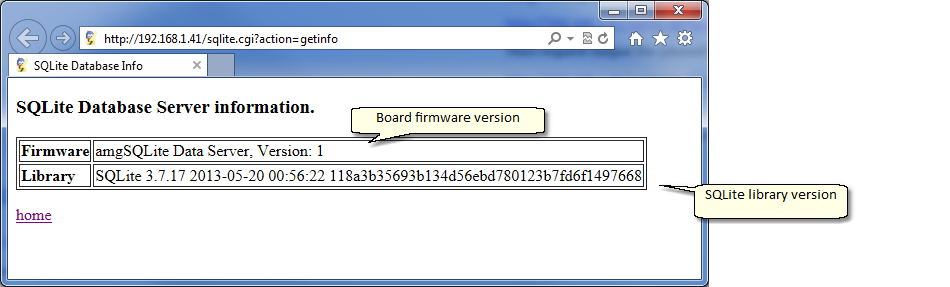 http://192.168.1.41/sqlite.cgi?action=getinfo
SQLite Database Info
SQLite Database Server information.
Board firmware version
Firmware amgSQLite Data Server, Version: 1
Library SQLite 3.7.17 2013-05-20 00:56:22 118a3b35693b134d56ebd780123b7fd6f1497668
SQLite library version
home